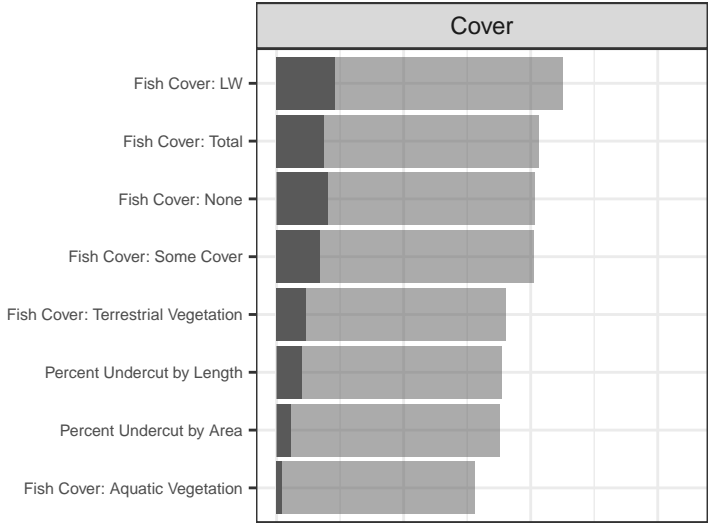 Cover
Fish Cover: LW
Fish Cover: Total
Fish Cover: None
Fish Cover: Some Cover
Fish Cover: Terrestrial Vegetation
Percent Undercut by Length
Percent Undercut by Area
Fish Cover: Aquatic Vegetation